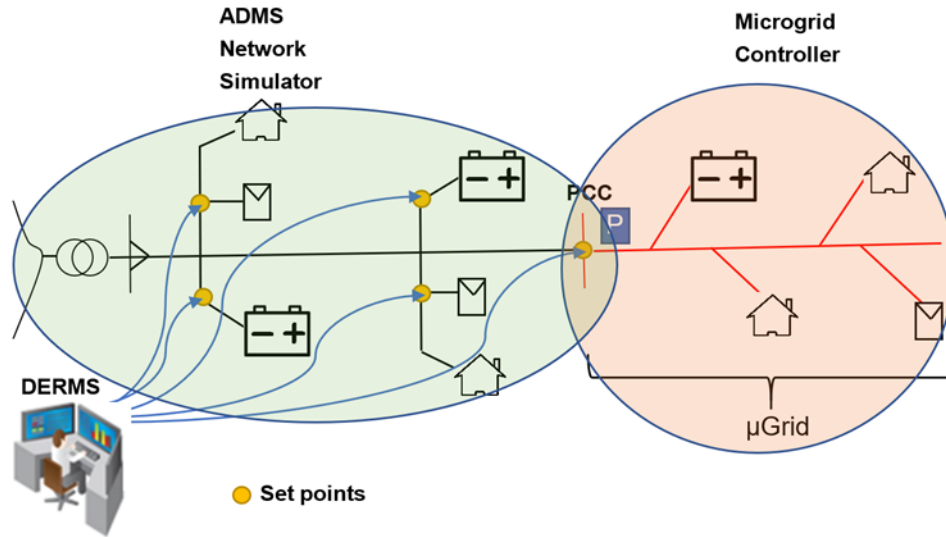 ADMS
Network
Simulator
Microgrid
Controller
PCC
P
DERMS
µGrid
Set points